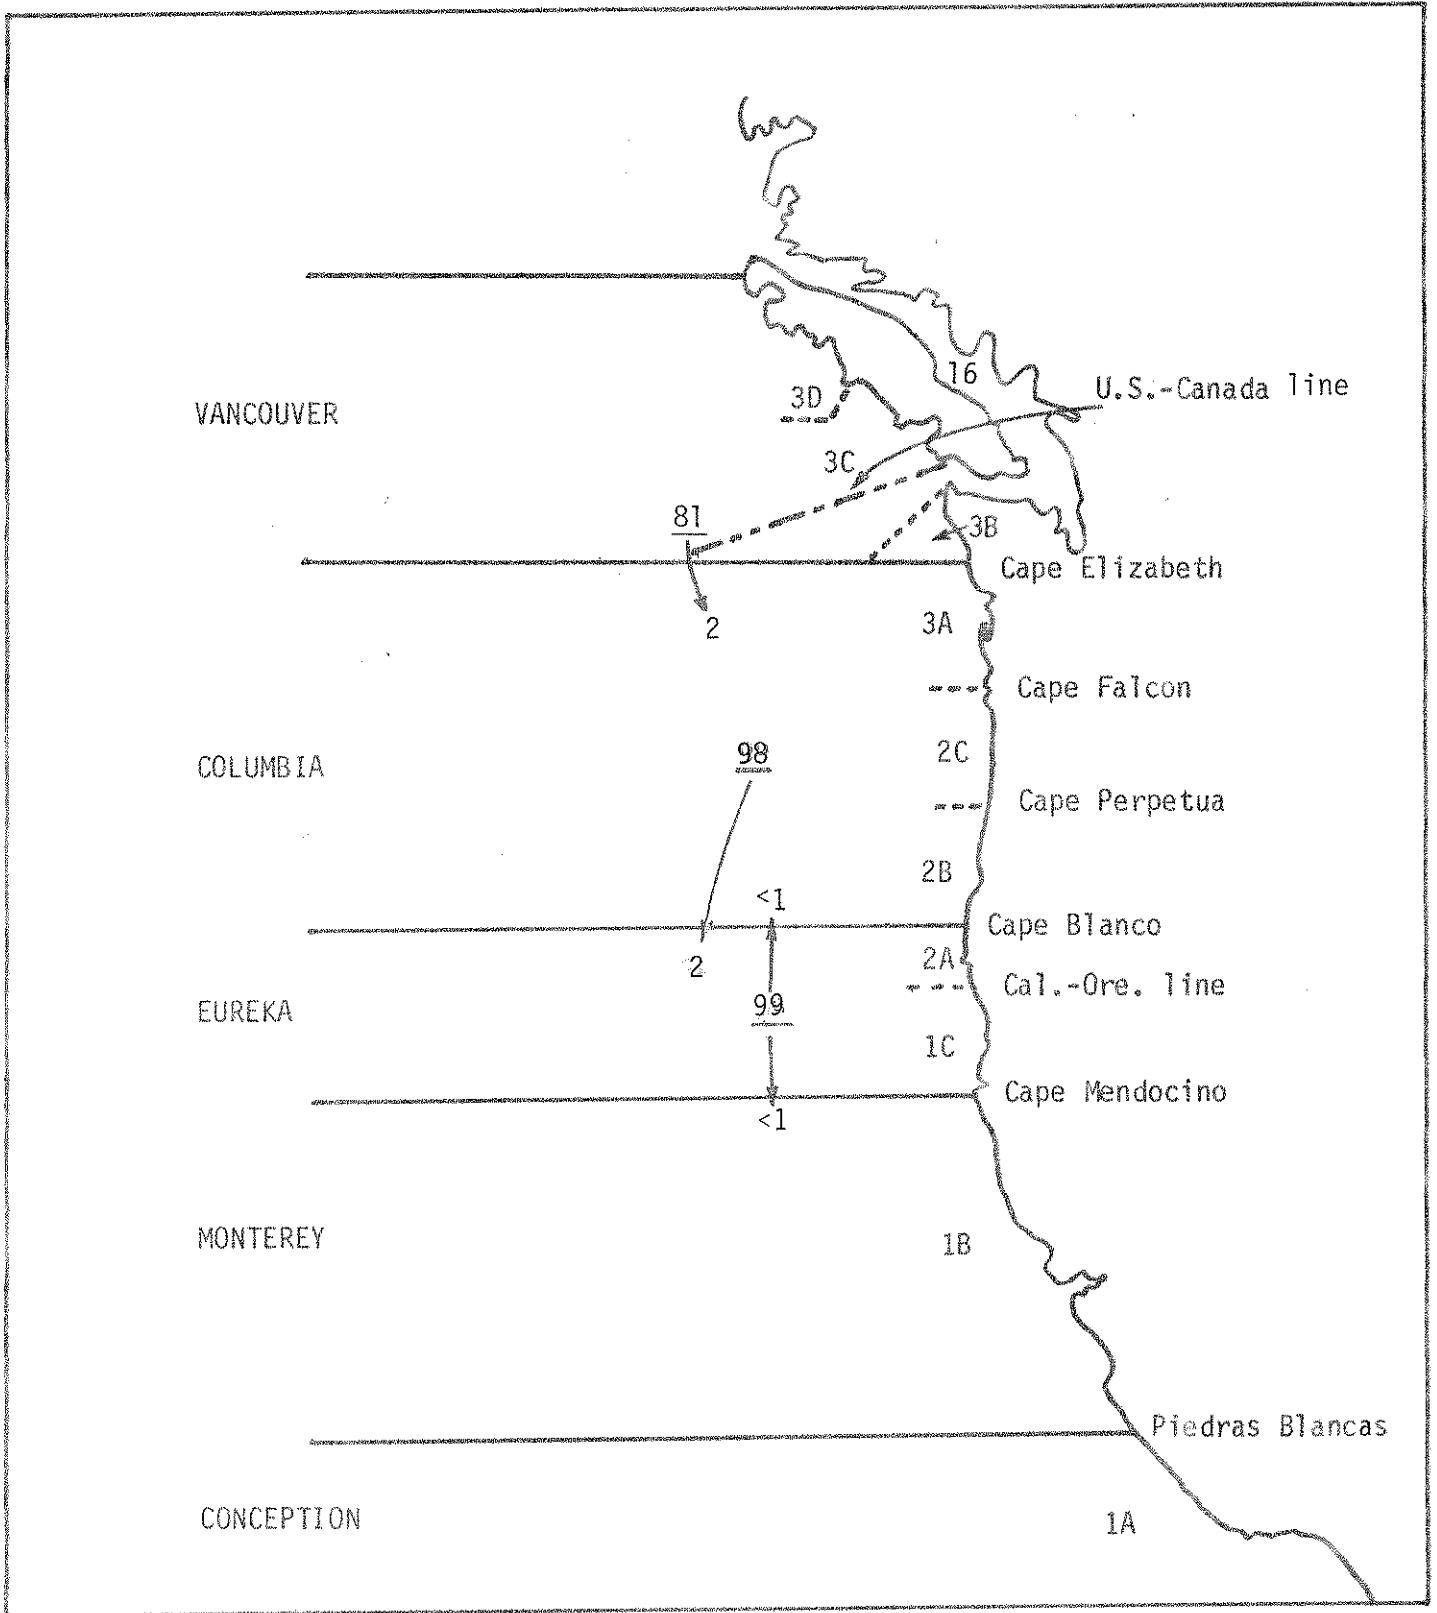 16
U.S.-Canada line
3D
VANCOUVER
3C
81
3B
Cape Elizabeth
2
3A
Cape Falcon
98
2C
COLUMBIA
Cape Perpetua
2B
<1
Cape Blanco
2
2A
Cal.-Ore. line
99
EUREKA
1C
Cape Mendocino
<1
MONTEREY
1B
Piedras Blancas
CONCEPTION
1A